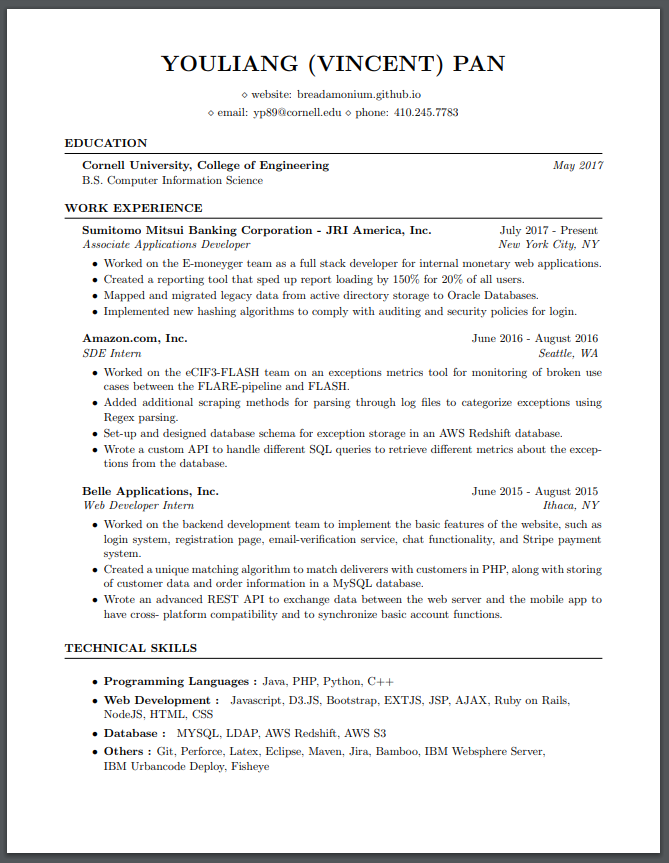 YOULIANG (VINCENT) PAN
⋄ website: breadamonium.github.io
⋄ email: yp89@cornell.edu ⋄ phone: 410.245.7783
EDUCATION
Cornell University, College of Engineering May 2017
B.S. Computer Information Science
WORK EXPERIENCE
Sumitomo Mitsui Banking Corporation - JRI America, Inc. July 2017 - Present
Associate Applications Developer New York City, NY
• Worked on the E-moneyger team as a full stack developer for internal monetary web applications.
• Created a reporting tool that sped up report loading by 150% for 20% of all users.
• Mapped and migrated legacy data from active directory storage to Oracle Databases.
• Implemented new hashing algorithms to comply with auditing and security policies for login.
Amazon.com, Inc. June 2016 - August 2016
SDE Intern Seattle, WA
• Worked on the eCIF3-FLASH team on an exceptions metrics tool for monitoring of broken use
cases between the FLARE-pipeline and FLASH.
• Added additional scraping methods for parsing through log files to categorize exceptions using
Regex parsing.
• Set-up and designed database schema for exception storage in an AWS Redshift database.
• Wrote a custom API to handle different SQL queries to retrieve different metrics about the excep-
tions from the database.
Belle Applications, Inc. June 2015 - August 2015
Web Developer Intern Ithaca, NY
• Worked on the backend development team to implement the basic features of the website, such as
login system, registration page, email-verification service, chat functionality, and Stripe payment
system.
• Created a unique matching algorithm to match deliverers with customers in PHP, along with storing
of customer data and order information in a MySQL database.
• Wrote an advanced REST API to exchange data between the web server and the mobile app to
have cross- platform compatibility and to synchronize basic account functions.
TECHNICAL SKILLS
• Programming Languages : Java, PHP, Python, C++
• Web Development : Javascript, D3.JS, Bootstrap, EXTJS, JSP, AJAX, Ruby on Rails,
NodeJS, HTML, CSS
• Database : MYSQL, LDAP, AWS Redshift, AWS S3
• Others : Git, Perforce, Latex, Eclipse, Maven, Jira, Bamboo, IBM Websphere Server,
IBM Urbancode Deploy, Fisheye